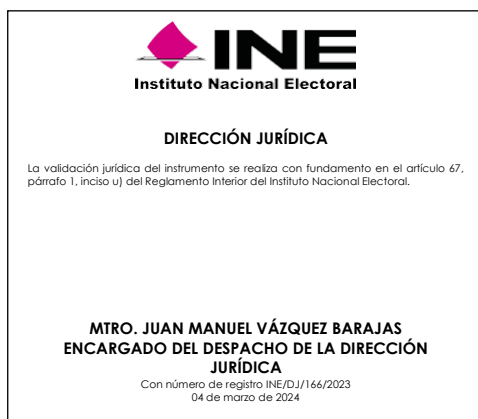 INE
Instituto Nacional Electoral
DIRECCIÓN JURÍDICA
La validación jurídica del instrumento se realiza con fundamento en el artículo 67,
párrafo 1, inciso u) del Reglamento Interior del Instituto Nacional Electoral.
MTRO. JUAN MANUEL VÁZQUEZ BARAJAS
ENCARGADO DEL DESPACHO DE LA DIRECCIÓN
JURÍDICA
Con número de registro INE/DJ/166/2023
04 de marzo de 2024